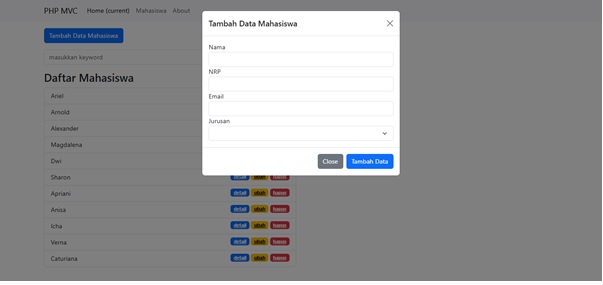 PHP MVC Home (current) Mahasiswa About
Tambah Data Mahasiswa
masukkan keyword
Daftar Mahasiswa
Ariel
Arnold
Alexander
Magdalena
Dwi
Sharon detail ubah hapus
Apriani detail ubah hapus
Anisa detail ubah hapus
Icha detail ubah hapus
Verna detail ubah hapus
Caturiana detail ubah hapus
Tambah Data Mahasiswa
Nama
NRP
Email
Jurusan
Close Tambah Data